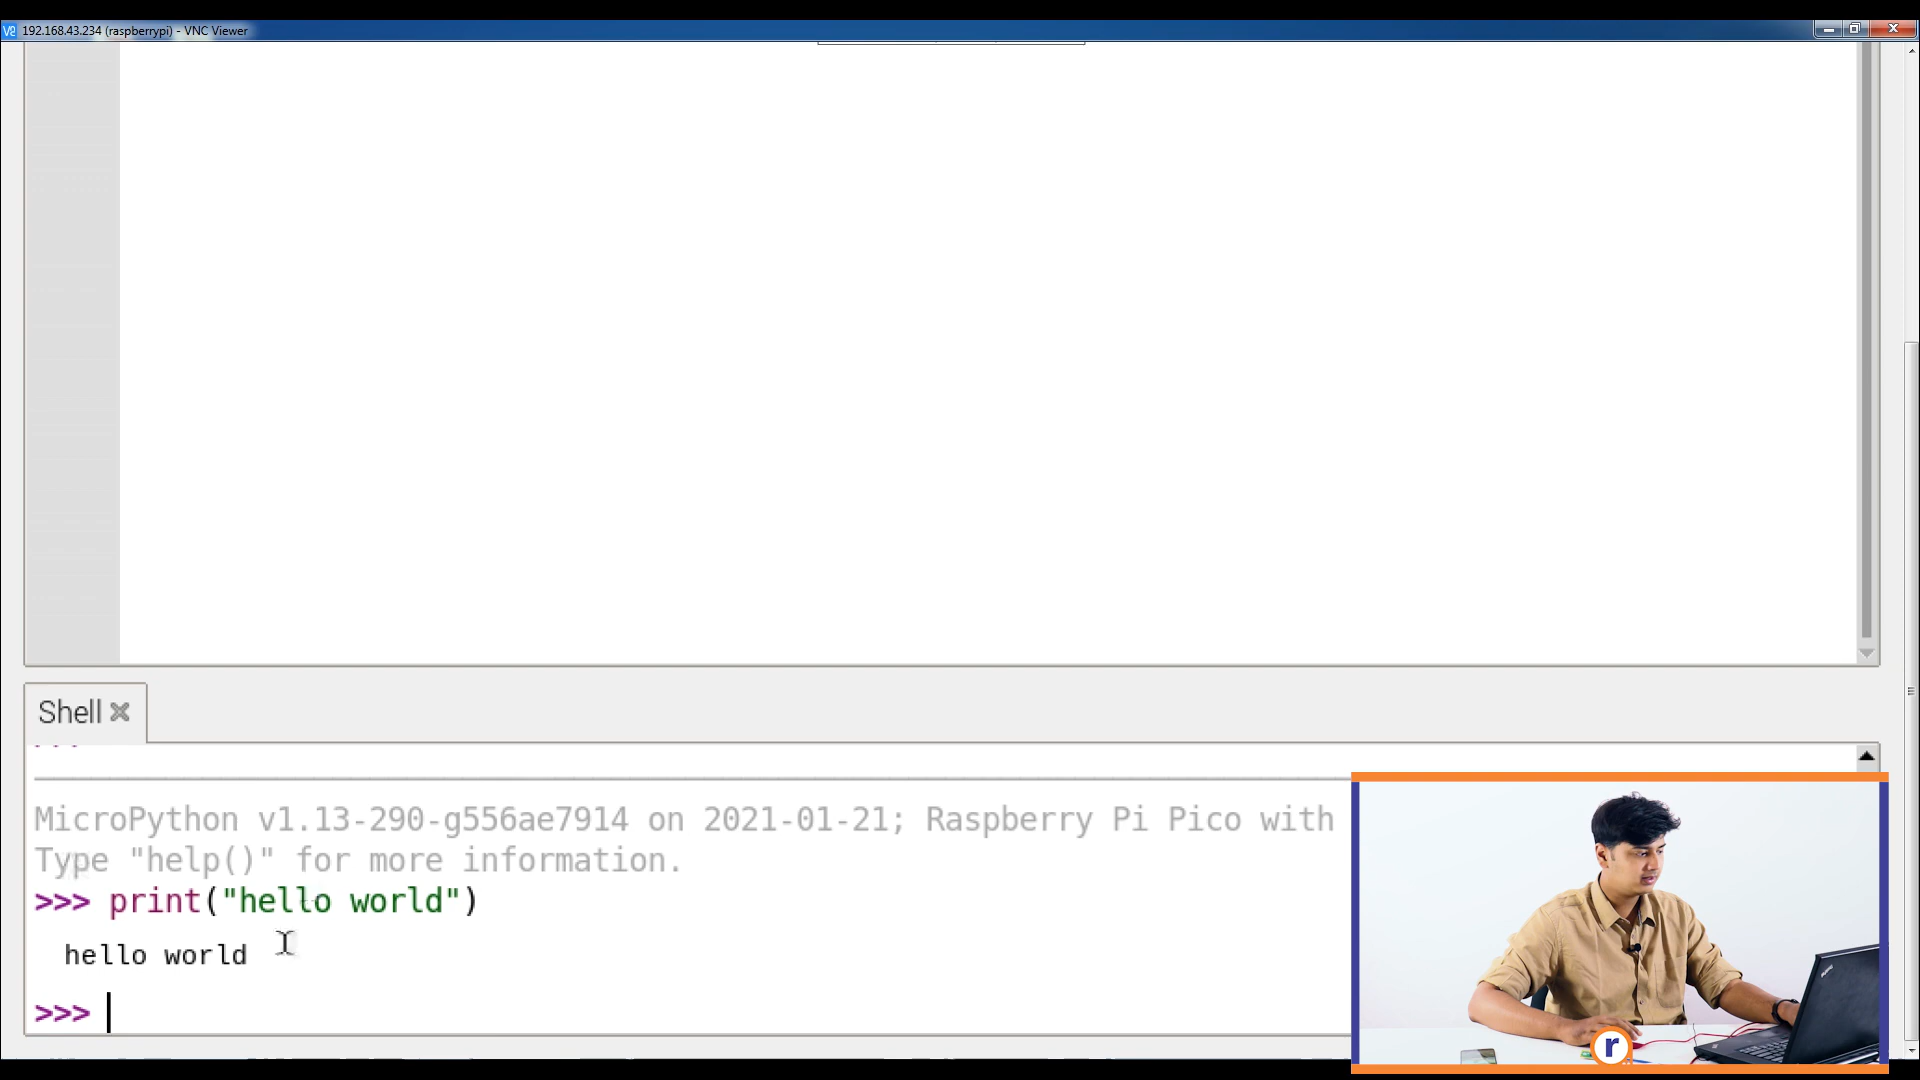 192.168.43.234 (raspberrypi) - VNC Viewer
Shell
MicroPython v1.13-290-g556ae7914 on 2021-01-21; Raspberry Pi Pico with
Type "help()" for more information.
>>> print("hello world")
hello world
>>>
r